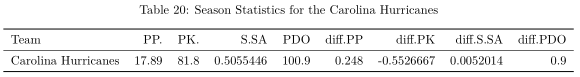 Table 20: Season Statistics for the Carolina Hurricanes
Team PP. PK. S.SA PDO diff.PP diff.PK diff.S.SA diff.PDO
Carolina Hurricanes 17.89 81.8 0.5055446 100.9 0.248 -0.5526667 0.0052014 0.9